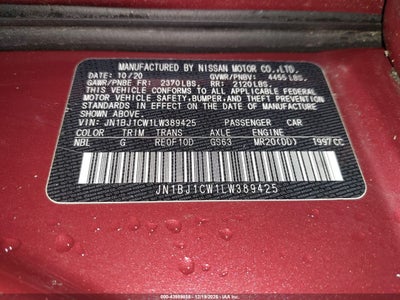 MANUFACTURED BY NISSAN MOTOR CO.,LTD.
DATE: 10/20 GVWR/PNBV: 4455 LBS.
GAWR/PNBE FR: 2370LBS RR: 2120LBS
THIS VEHICLE CONFORMS TO ALL APPLICABLE FEDERAL
MOTOR VEHICLE SAFETY,BUMPER,AND THEFT PREVENTION
STANDARDS IN EFFECT ON THE DATE OF MANUFACTURE
SHOWN ABOVE.
VIN: JN1BJ1CW1LW389425 PASSENGER CAR
COLOR TRIM TRANS AXLE ENGINE
NBL G RE0F10D GS63 MR20(DD) 1997CC
JN1BJ1CW1LW389425